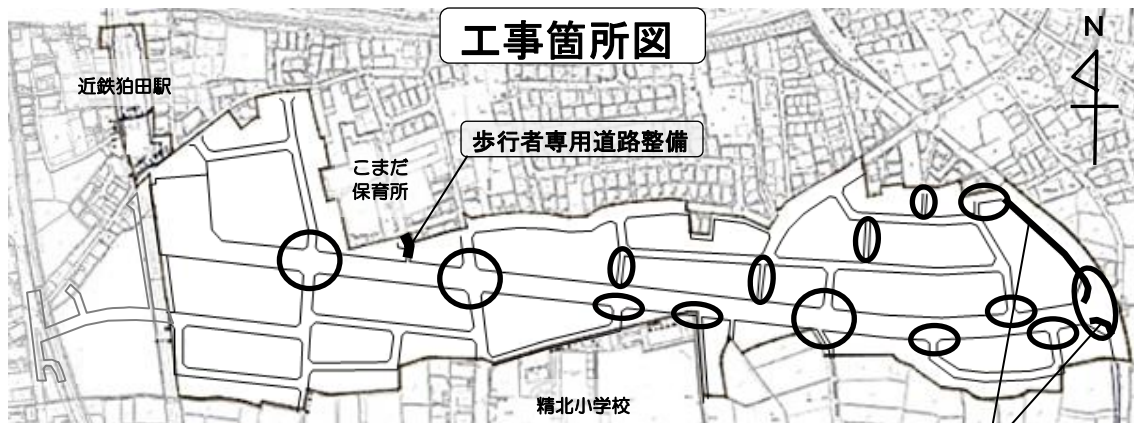 工事箇所図
N
近鉄狛田駅
歩行者専用道路整備
こまだ
保育所
精北小学校